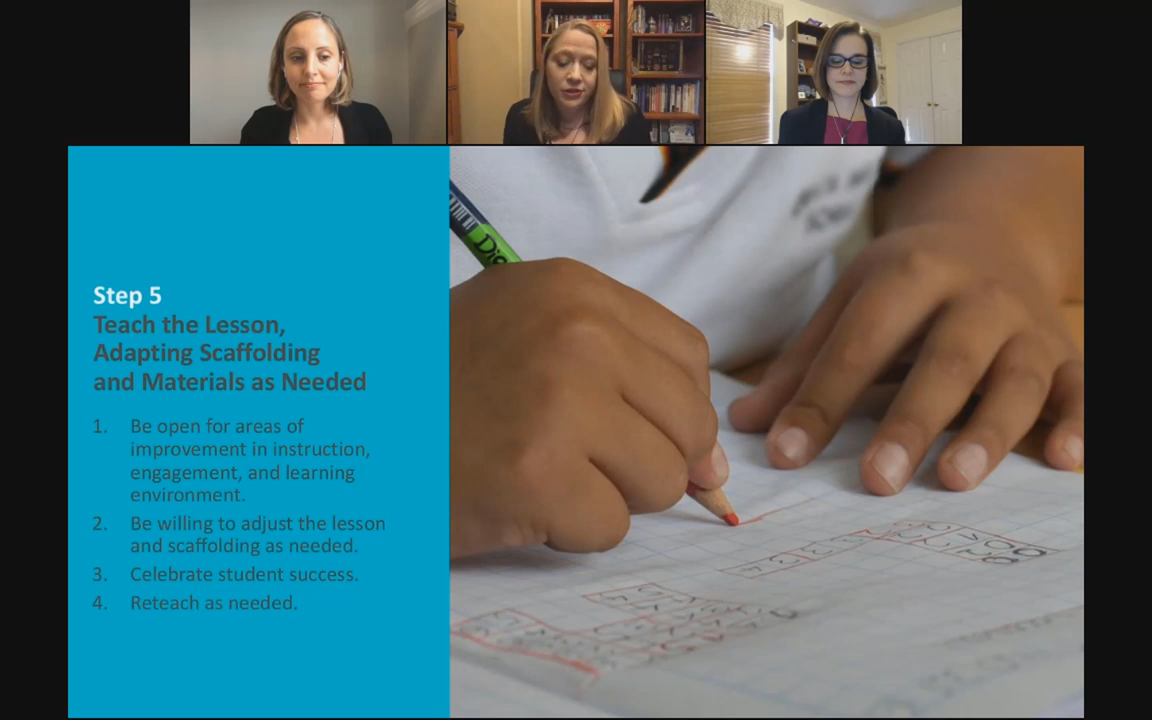 Step 5
Teach the Lesson,
Adapting Scaffolding
and Materials as Needed
1. Be open for areas of
improvement in instruction,
engagement, and learning
environment.
2. Be willing to adjust the lesson
and scaffolding as needed.
3. Celebrate student success.
4. Reteach as needed.